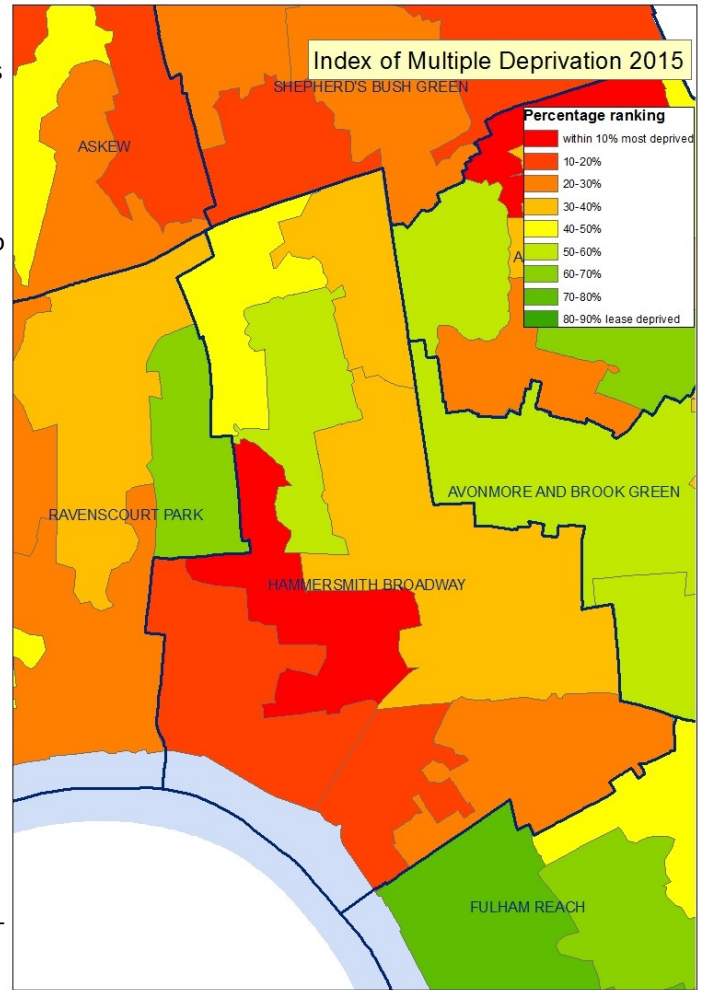 s
Index of Multiple Deprivation 2015
SHEPHERD'S BUSH GREEN
Percentage ranking
within 10% most deprived
10-20%
20-30%
30-40%
40-50%
50-60%
60-70%
70-80%
80-90% lease deprived
ASKEW
A
AVONMORE AND BROOK GREEN
RAVENSCOURT PARK
HAMMERSMITH BROADWAY
FULHAM REACH